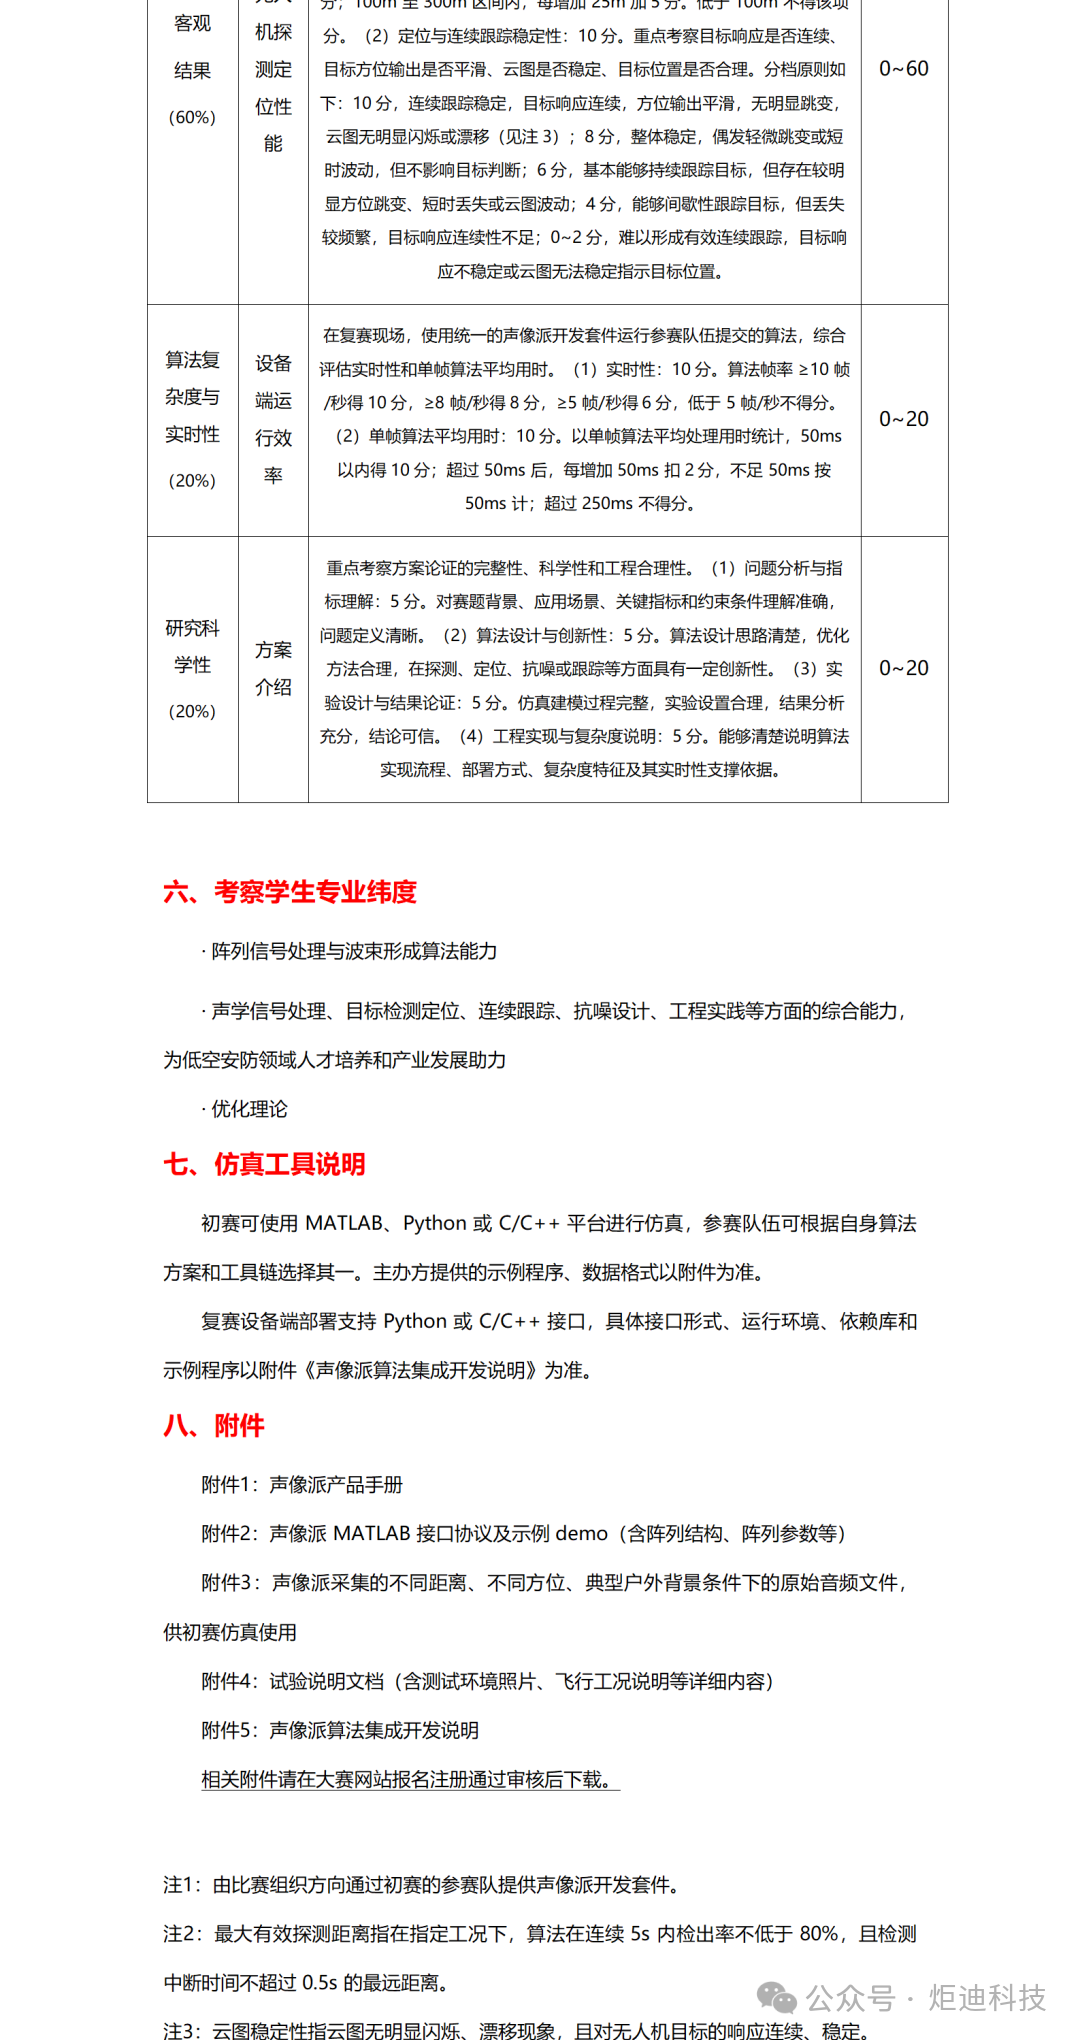 客观
结果
（60%）
机探
测定
位性
能
分；100m 至 300m 区间内，每增加 25m 加 5 分。低于 100m 不得该项
分。（2）定位与连续跟踪稳定性：10 分。重点考察目标响应是否连续、
目标方位输出是否平滑、云图是否稳定、目标位置是否合理。分档原则如
下：10 分，连续跟踪稳定，目标响应连续，方位输出平滑，无明显跳变，
云图无明显闪烁或漂移（见注 3）；8 分，整体稳定，偶发轻微跳变或短
时波动，但不影响目标判断；6 分，基本能够持续跟踪目标，但存在较明
显方位跳变、短时丢失或云图波动；4 分，能够间歇性跟踪目标，但丢失
较频繁，目标响应连续性不足；0~2 分，难以形成有效连续跟踪，目标响
应不稳定或云图无法稳定指示目标位置。
0~60
算法复
杂度与
实时性
（20%）
设备
端运
行效
率
在复赛现场，使用统一的声像派开发套件运行参赛队伍提交的算法，综合
评估实时性和单帧算法平均用时。（1）实时性：10 分。算法帧率 ≥10 帧
/秒得 10 分，≥8 帧/秒得 8 分，≥5 帧/秒得 6 分，低于 5 帧/秒不得分。
（2）单帧算法平均用时：10 分。以单帧算法平均处理用时统计，50ms
以内得 10 分；超过 50ms 后，每增加 50ms 扣 2 分，不足 50ms 按
50ms 计；超过 250ms 不得分。
0~20
研究科
学性
（20%）
方案
介绍
重点考察方案论证的完整性、科学性和工程合理性。（1）问题分析与指
标理解：5 分。对赛题背景、应用场景、关键指标和约束条件理解准确，
问题定义清晰。（2）算法设计与创新性：5 分。算法设计思路清楚，优化
方法合理，在探测、定位、抗噪或跟踪等方面具有一定创新性。（3）实
验设计与结果论证：5 分。仿真建模过程完整，实验设置合理，结果分析
充分，结论可信。（4）工程实现与复杂度说明：5 分。能够清楚说明算法
实现流程、部署方式、复杂度特征及其实时性支撑依据。
0~20
六、考察学生专业纬度
· 阵列信号处理与波束形成算法能力
· 声学信号处理、目标检测定位、连续跟踪、抗噪设计、工程实践等方面的综合能力，
为低空安防领域人才培养和产业发展助力
· 优化理论
七、仿真工具说明
初赛可使用 MATLAB、Python 或 C/C++ 平台进行仿真，参赛队伍可根据自身算法
方案和工具链选择其一。主办方提供的示例程序、数据格式以附件为准。
复赛设备端部署支持 Python 或 C/C++ 接口，具体接口形式、运行环境、依赖库和
示例程序以附件《声像派算法集成开发说明》为准。
八、附件
附件1：声像派产品手册
附件2：声像派 MATLAB 接口协议及示例 demo（含阵列结构、阵列参数等）
附件3：声像派采集的不同距离、不同方位、典型户外背景条件下的原始音频文件，
供初赛仿真使用
附件4：试验说明文档（含测试环境照片、飞行工况说明等详细内容）
附件5：声像派算法集成开发说明
相关附件请在大赛网站报名注册通过审核后下载。
注1：由比赛组织方向通过初赛的参赛队提供声像派开发套件。
注2：最大有效探测距离指在指定工况下，算法在连续 5s 内检出率不低于 80%，且检测
中断时间不超过 0.5s 的最远距离。
注3：云图稳定性指云图无明显闪烁、漂移现象，且对无人机目标的响应连续、稳定。
公众号 · 炬迪科技